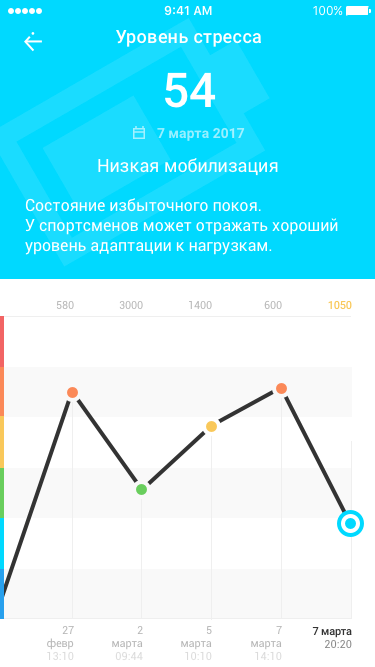 9:41 AM 100%
Уровень стресса
54
7 марта 2017
Низкая мобилизация
Состояние избыточного покоя.
У спортсменов может отражать хороший
уровень адаптации к нагрузкам.
580 3000 1400 600 1050
27 2 5 7 7 марта
февр марта марта марта 20:20
13:10 09:44 10:10 14:10